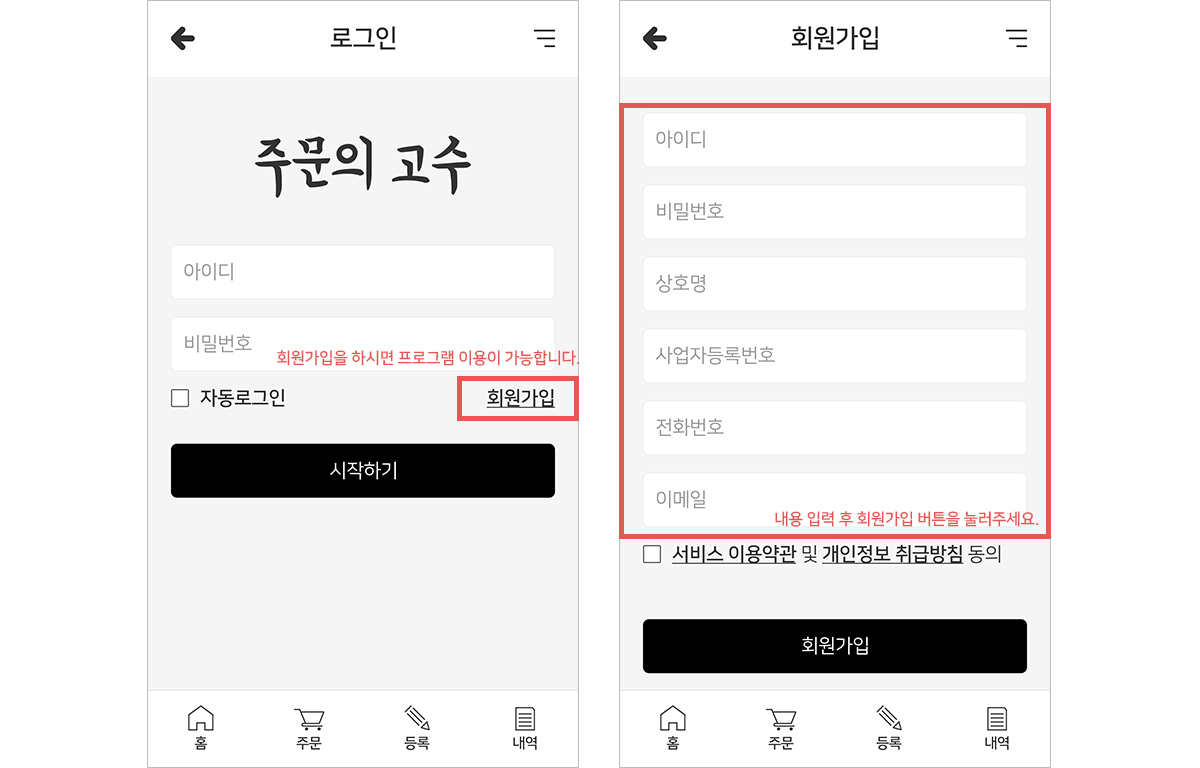 로그인
주문의 고수
아이디
비밀번호
회원가입을 하시면 프로그램 이용이 가능합니다.
자동로그인
회원가입
시작하기
홈
주문
등록
내역
회원가입
아이디
비밀번호
상호명
사업자등록번호
전화번호
이메일
내용 입력 후 회원가입 버튼을 눌러주세요.
서비스 이용약관 및 개인정보 취급방침 동의
회원가입
홈
주문
등록
내역